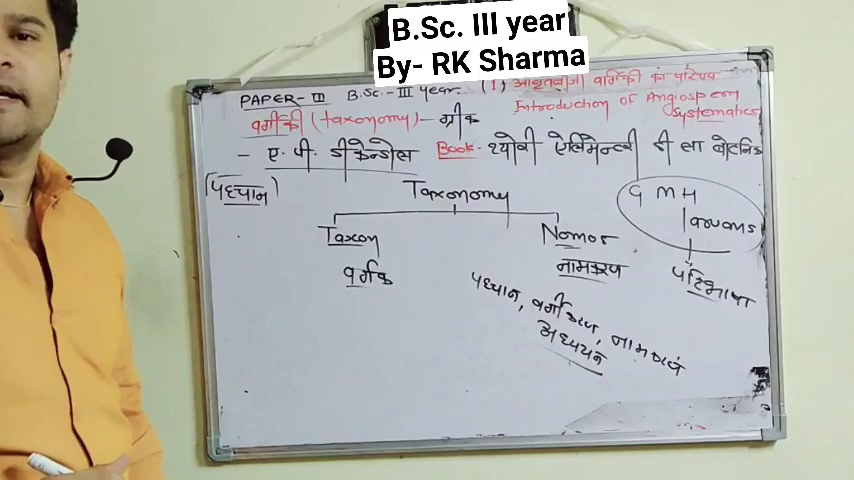 B.Sc. III year
By- RK Sharma
PAPER-III B.Sc.-III year. (1) आवृतबीजी वर्गिकी का परिचय
Introduction of Angiosperm
Systematics
वर्गिकी (taxonomy) - ग्रीक
- ए. पी. डी केन्डोल Book- थ्योरी ऐलिमेन्टरी डी ला बोटनिक
(पहचान) Taxonomy G M H
Lawrans
Taxon Nomos
वर्गक नामकरण परिभाषा
पहचान, वर्गीकरण, नामकरण
अध्ययन